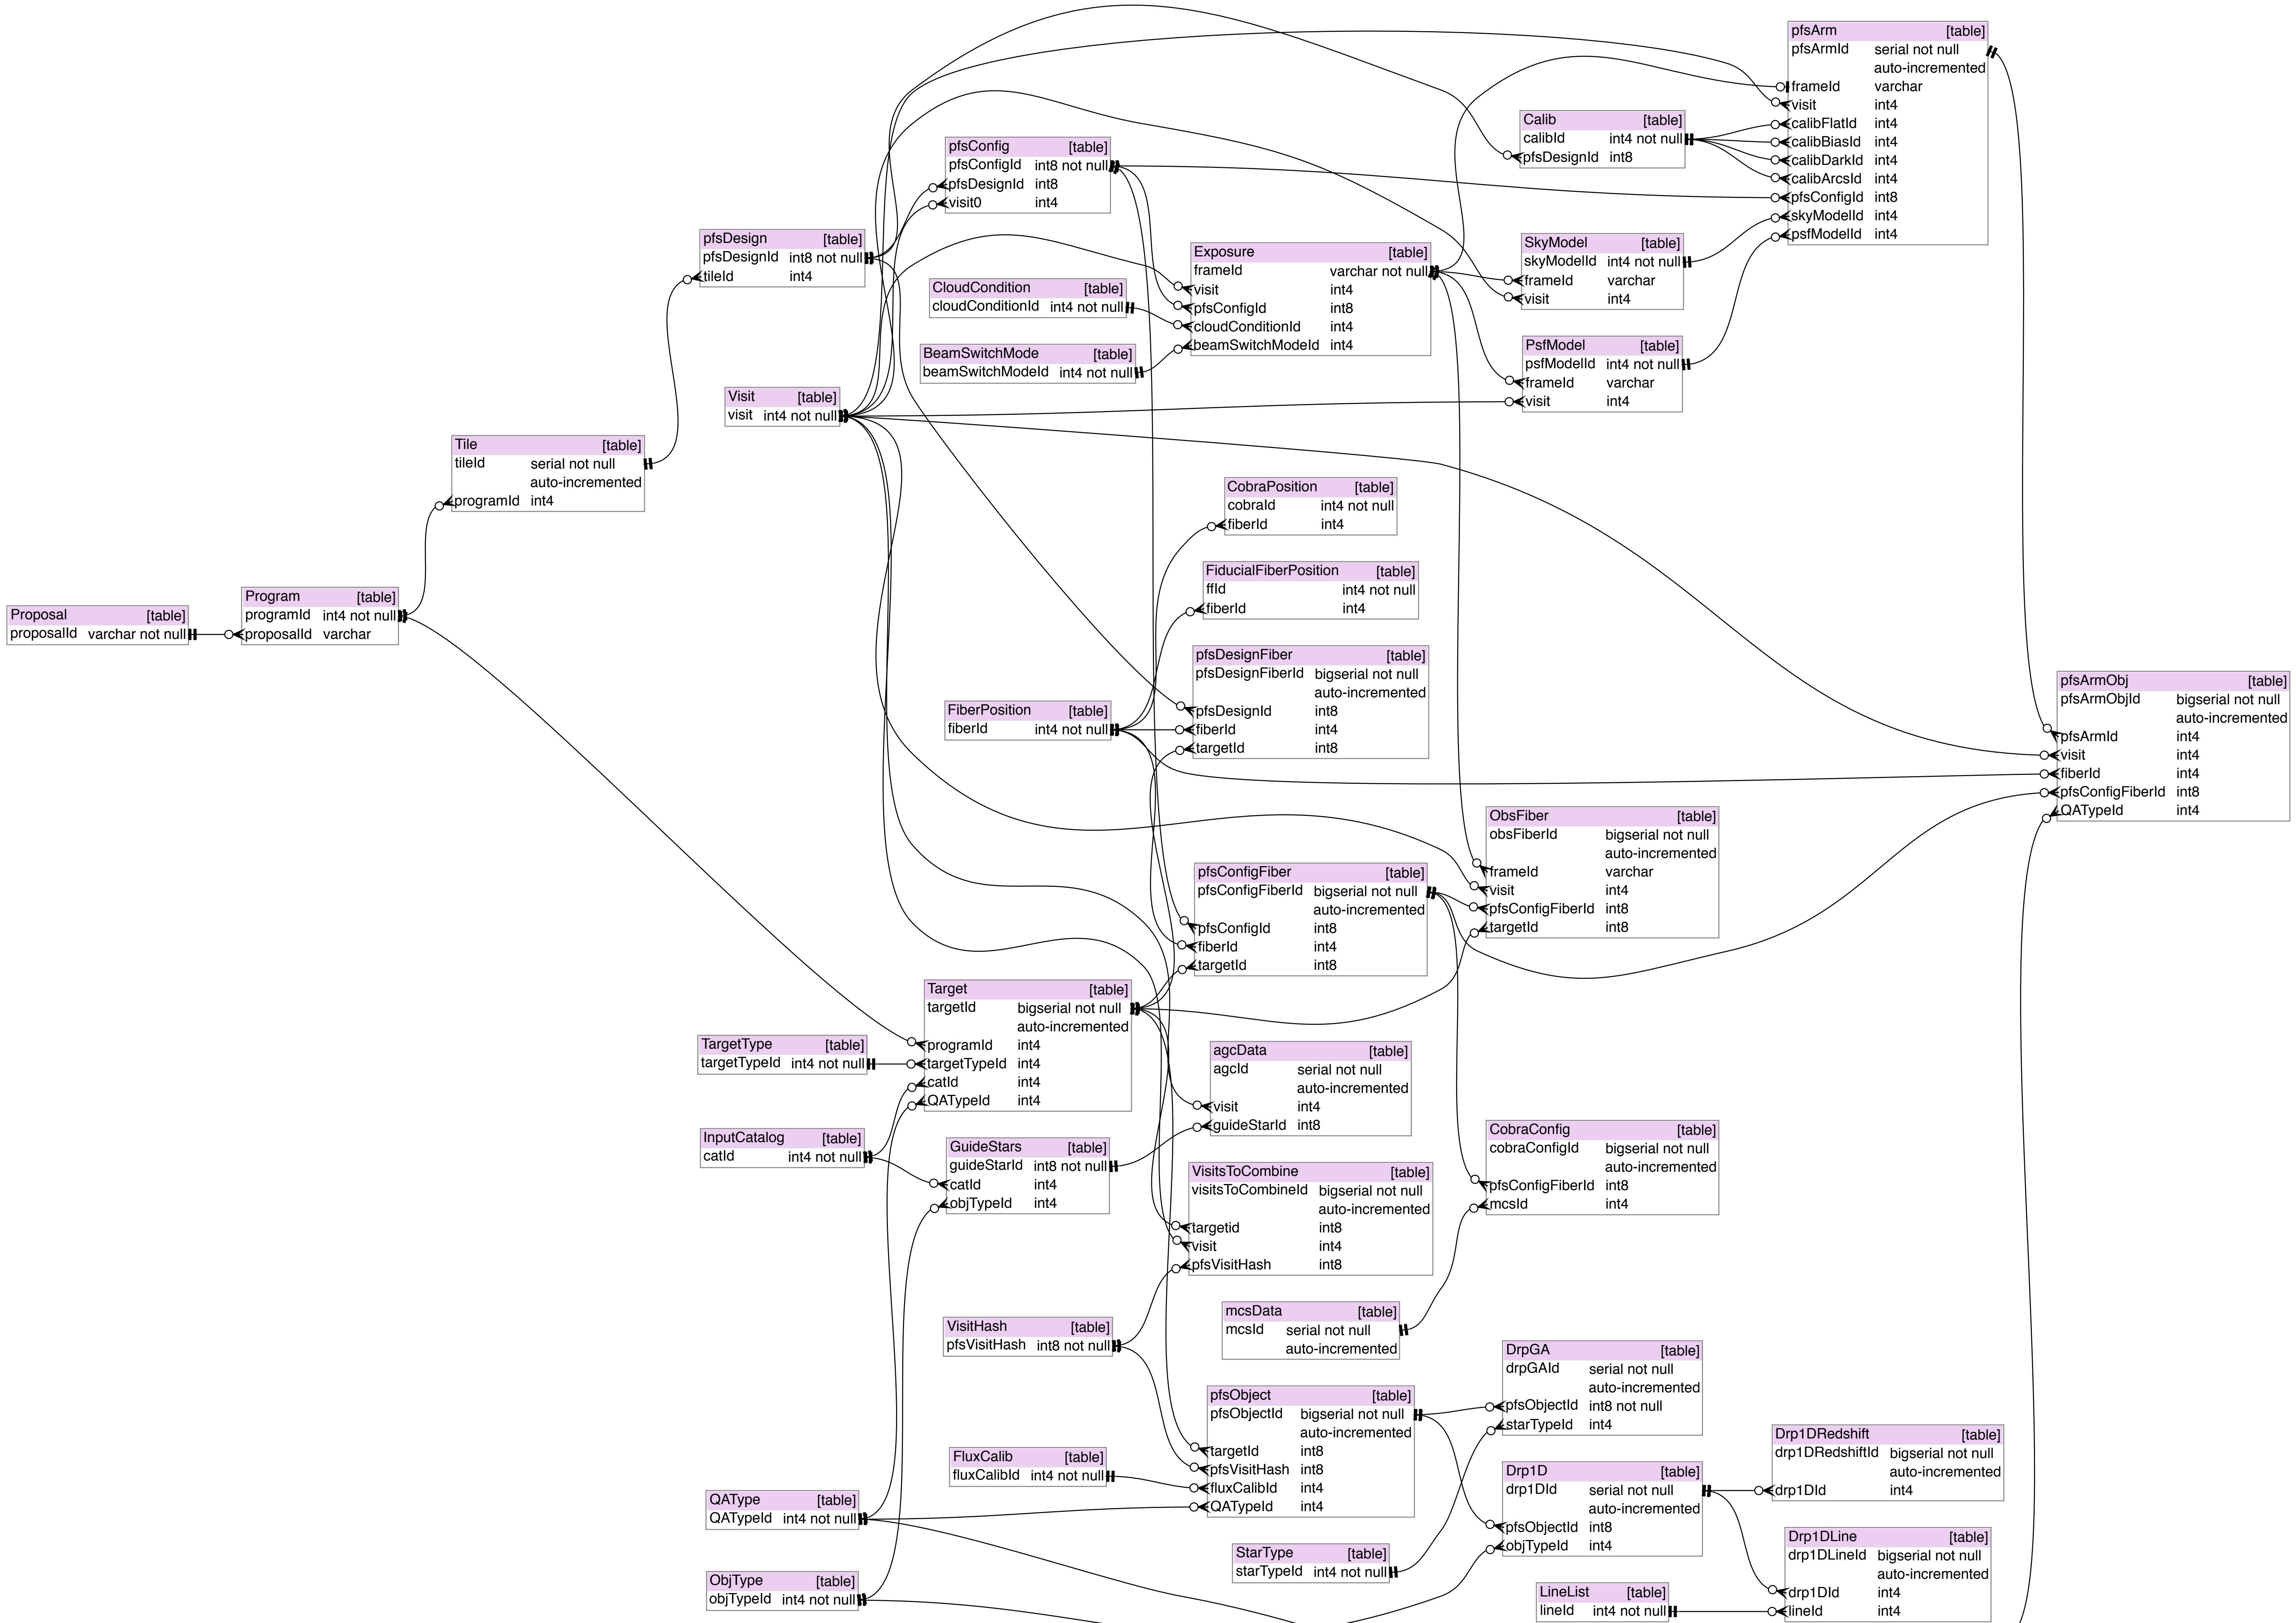 pfsArm [table]
pfsArmId serial not null
auto-incremented
frameId varchar
visit int4
calibFlatId int4
calibBiasId int4
calibDarkId int4
calibArcsId int4
pfsConfigId int8
skyModelId int4
psfModelId int4
Calib [table]
calibId int4 not null
pfsDesignId int8
pfsConfig [table]
pfsConfigId int8 not null
pfsDesignId int8
visit0 int4
pfsDesign [table]
pfsDesignId int8 not null
tileId int4
Exposure [table]
frameId varchar not null
visit int4
pfsConfigId int8
cloudConditionId int4
beamSwitchModeId int4
SkyModel [table]
skyModelId int4 not null
frameId varchar
visit int4
CloudCondition [table]
cloudConditionId int4 not null
BeamSwitchMode [table]
beamSwitchModeId int4 not null
PsfModel [table]
psfModelId int4 not null
frameId varchar
visit int4
Visit [table]
visit int4 not null
Tile [table]
tileId serial not null
auto-incremented
programId int4
CobraPosition [table]
cobraId int4 not null
fiberId int4
FiducialFiberPosition [table]
ffId int4 not null
fiberId int4
Proposal [table]
proposalId varchar not null
Program [table]
programId int4 not null
proposalId varchar
pfsDesignFiber [table]
pfsDesignFiberId bigserial not null
auto-incremented
pfsDesignId int8
fiberId int4
targetId int8
FiberPosition [table]
fiberId int4 not null
pfsArmObj [table]
pfsArmObjId bigserial not null
auto-incremented
pfsArmId int4
visit int4
fiberId int4
pfsConfigFiberId int8
QATypeId int4
ObsFiber [table]
obsFiberId bigserial not null
auto-incremented
frameId varchar
visit int4
pfsConfigFiberId int8
targetId int8
pfsConfigFiber [table]
pfsConfigFiberId bigserial not null
auto-incremented
pfsConfigId int8
fiberId int4
targetId int8
Target [table]
targetId bigserial not null
auto-incremented
programId int4
targetTypeId int4
catId int4
QATypeId int4
TargetType [table]
targetTypeId int4 not null
agcData [table]
agcId serial not null
auto-incremented
visit int4
guideStarId int8
InputCatalog [table]
catId int4 not null
GuideStars [table]
guideStarId int8 not null
catId int4
objTypeId int4
CobraConfig [table]
cobraConfigId bigserial not null
auto-incremented
pfsConfigFiberId int8
mcsId int4
VisitsToCombine [table]
visitsToCombineId bigserial not null
auto-incremented
targetid int8
visit int4
pfsVisitHash int8
mcsData [table]
mcsId serial not null
auto-incremented
VisitHash [table]
pfsVisitHash int8 not null
DrpGA [table]
drpGAId serial not null
auto-incremented
pfsObjectId int8 not null
starTypeId int4
pfsObject [table]
pfsObjectId bigserial not null
auto-incremented
targetId int8
pfsVisitHash int8
fluxCalibId int4
QATypeId int4
FluxCalib [table]
fluxCalibId int4 not null
Drp1DRedshift [table]
drp1DRedshiftId bigserial not null
auto-incremented
drp1DId int4
Drp1D [table]
drp1DId serial not null
auto-incremented
pfsObjectId int8
objTypeId int4
QAType [table]
QATypeId int4 not null
Drp1DLine [table]
drp1DLineId bigserial not null
auto-incremented
drp1DId int4
lineId int4
StarType [table]
starTypeId int4 not null
ObjType [table]
objTypeId int4 not null
LineList [table]
lineId int4 not null